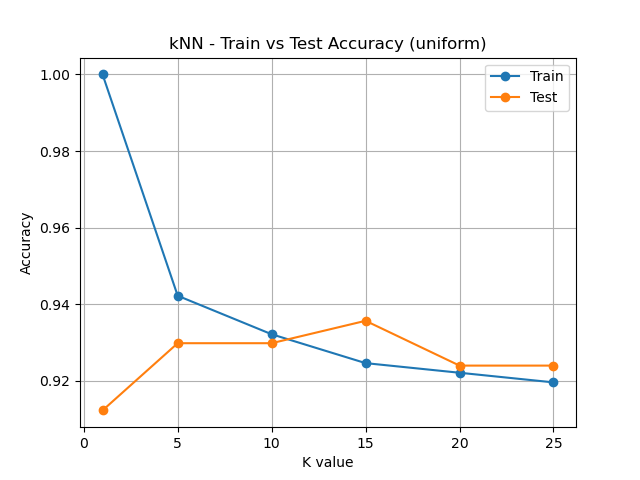 kNN - Train vs Test Accuracy (uniform)
Train
Test
1.00
0.98
0.96
0.94
0.92
Accuracy
0
5
10
15
20
25
K value